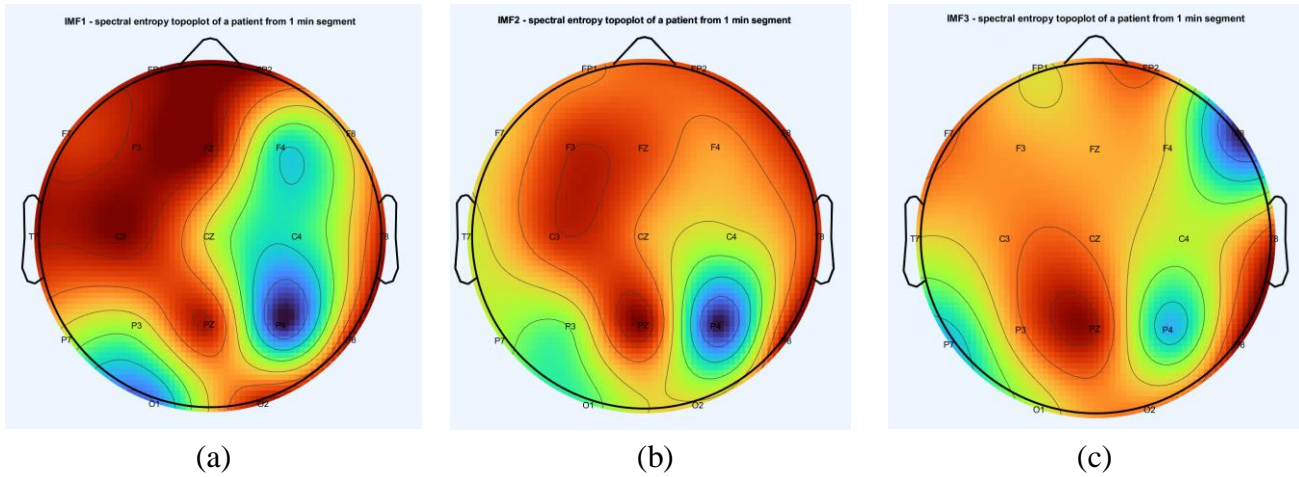 IMF1 - spectral entropy topoplot of a patient from 1 min segment
FP1 FP2
F7 F3 FZ F4 F8
T7 C3 CZ C4 T8
P7 P3 PZ P4 P8
O1 O2
(a)
IMF2 - spectral entropy topoplot of a patient from 1 min segment
FP1 FP2
F7 F3 FZ F4 F8
T7 C3 CZ C4 T8
P7 P3 PZ P4 P8
O1 O2
(b)
IMF3 - spectral entropy topoplot of a patient from 1 min segment
FP1 FP2
F7 F3 FZ F4 F8
T7 C3 CZ C4 T8
P7 P3 PZ P4 P8
O1 O2
(c)